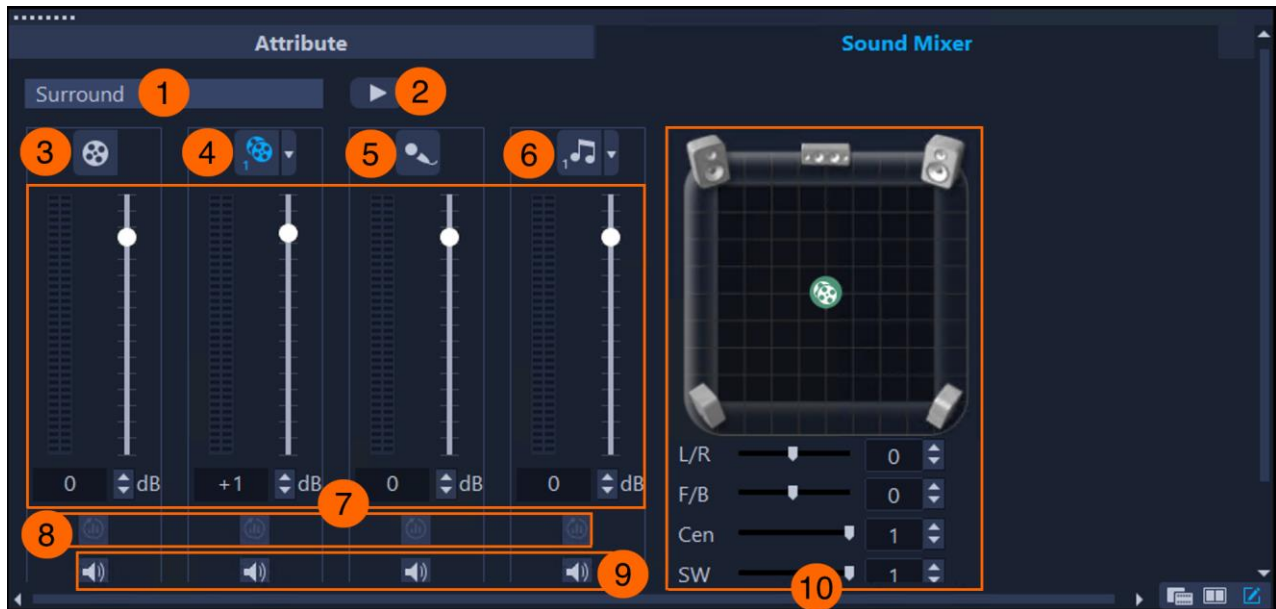 Attribute
Sound Mixer
Surround 1
2
3
4 1
5
6 1
0 dB
+1 dB
0 dB
0 dB
7
8
9
L/R 0
F/B 0
Cen 1
SW 1
10